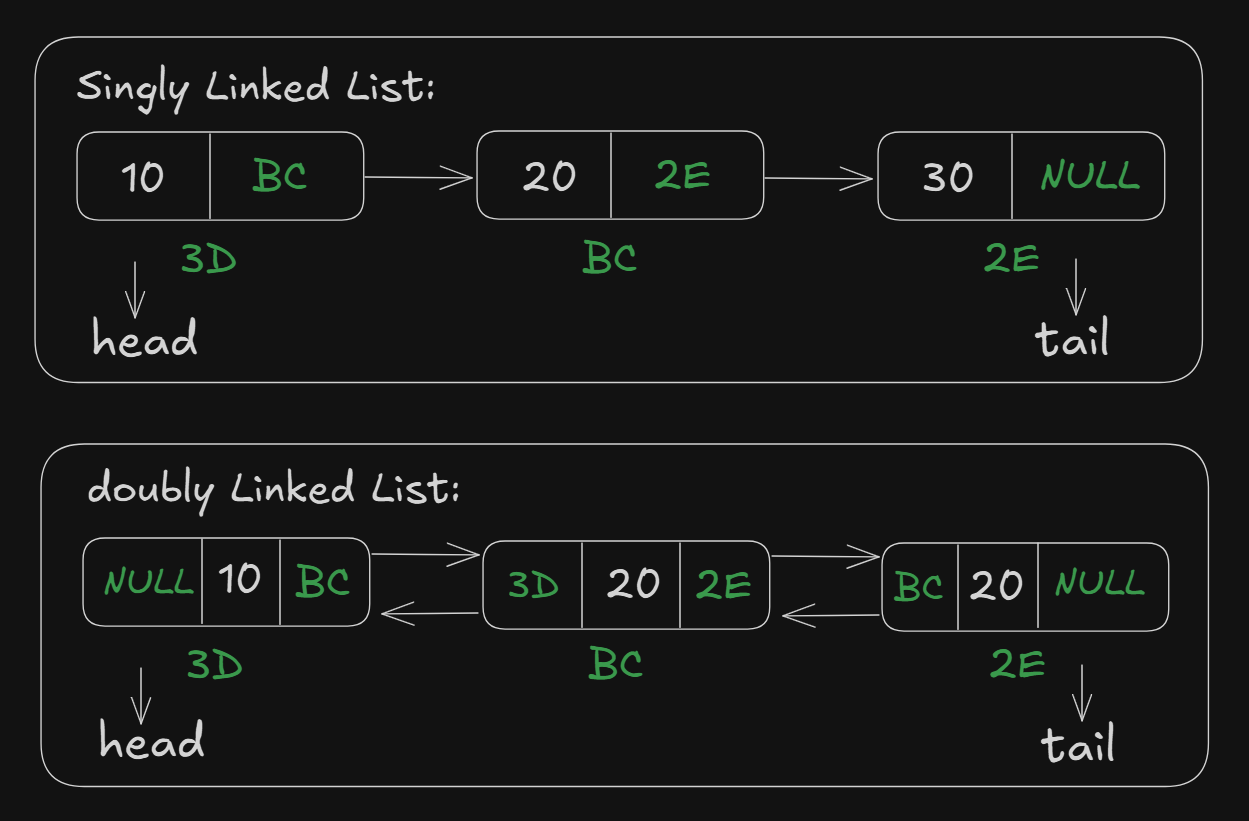 Singly Linked List:
10 BC 20 2E 30 NULL
3D BC 2E
head tail
doubly Linked List:
NULL 10 BC 3D 20 2E BC 20 NULL
3D BC 2E
head tail